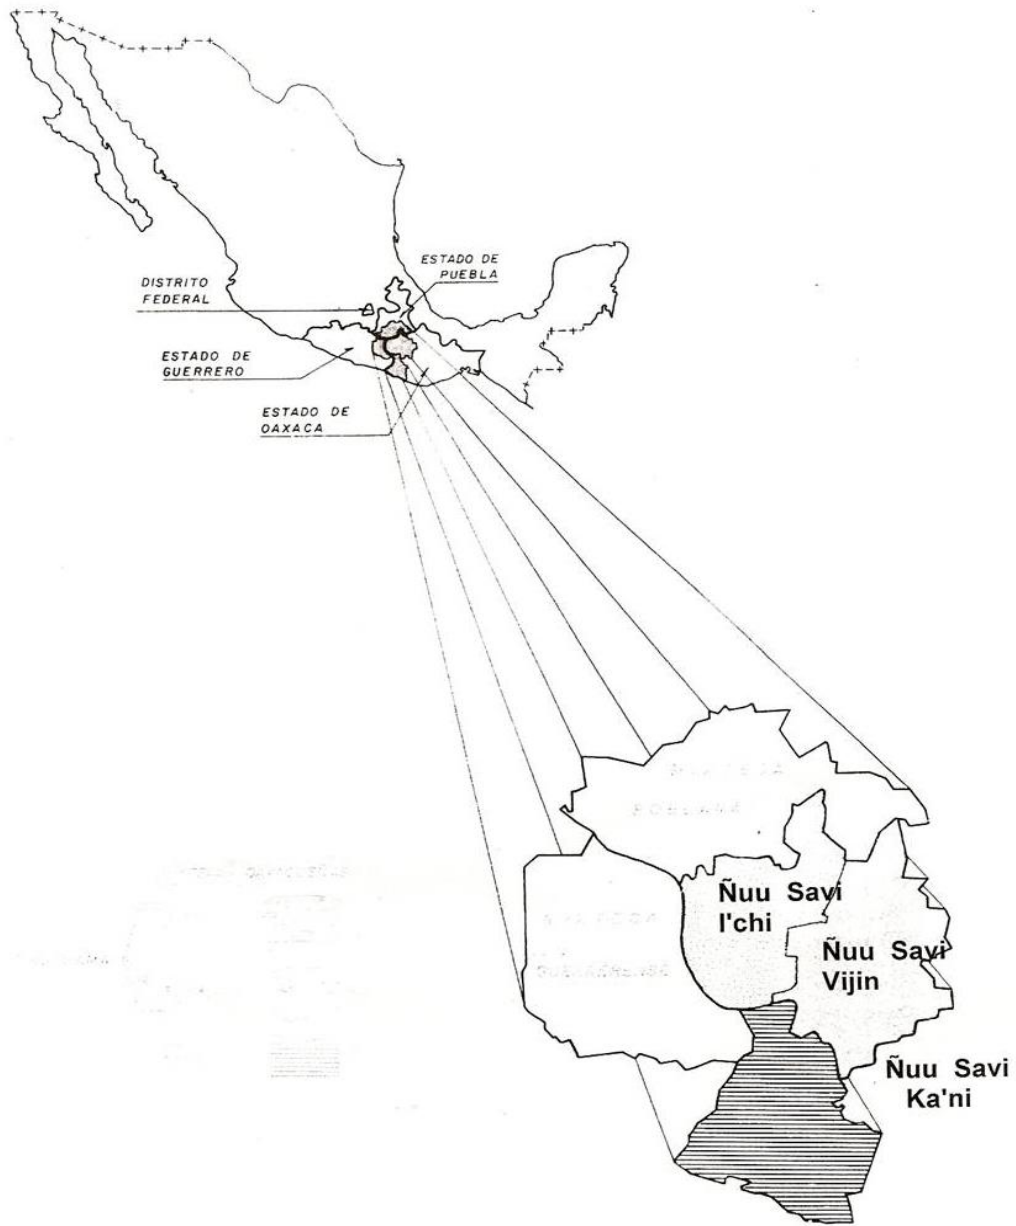 ESTADO DE
PUEBLA
DISTRITO
FEDERAL
ESTADO DE
GUERRERO
ESTADO DE
OAXACA
Ñuu Savi
I'chi
Ñuu Savi
Vijin
Ñuu Savi
Ka'ni